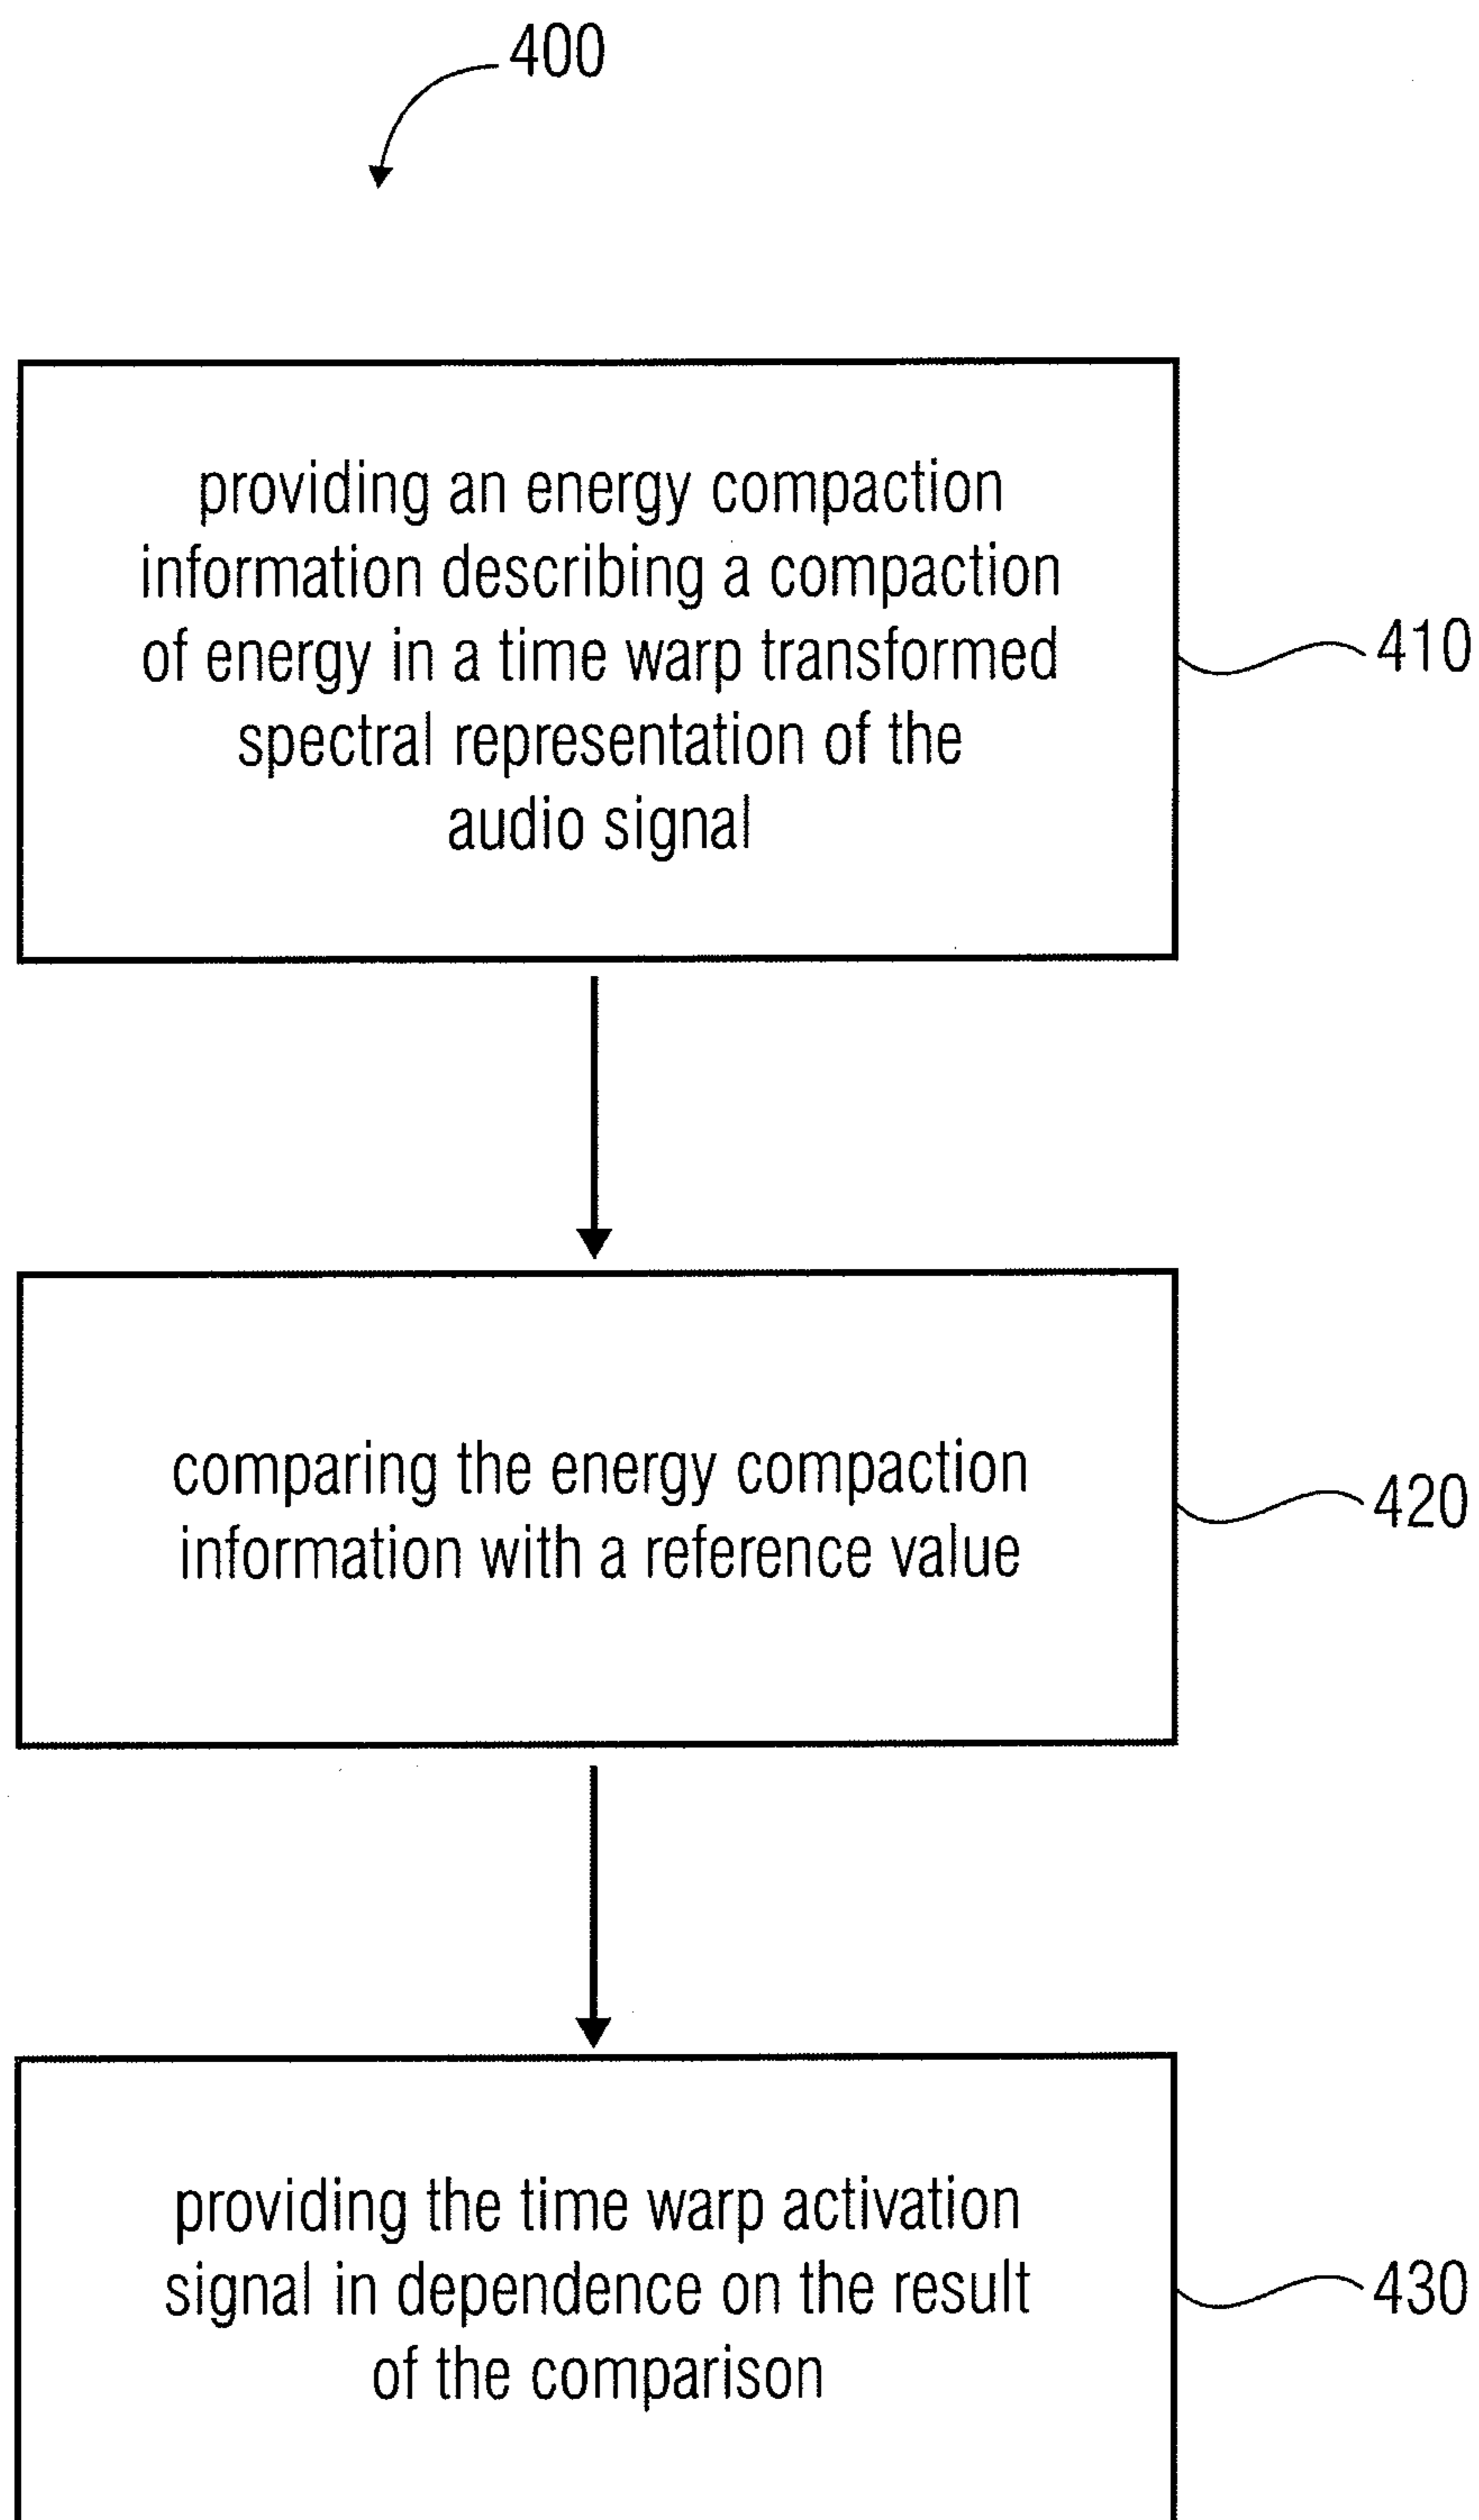 400
providing an energy compaction
information describing a compaction
of energy in a time warp transformed
spectral representation of the
audio signal
410
comparing the energy compaction
information with a reference value
420
providing the time warp activation
signal in dependence on the result
of the comparison
430